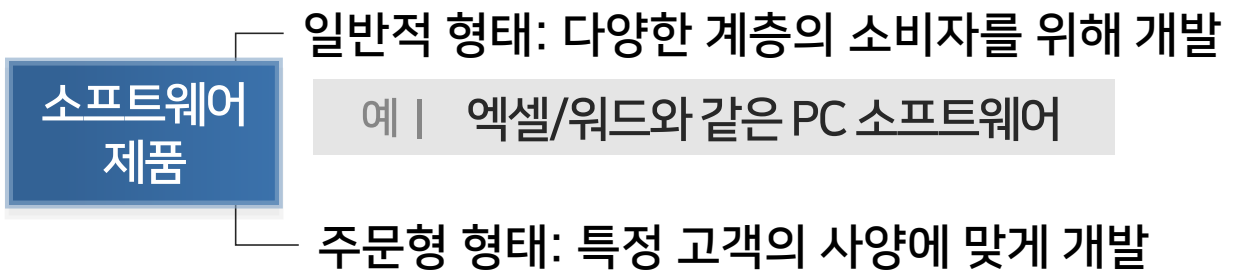 일반적 형태: 다양한 계층의 소비자를 위해 개발
소프트웨어
제품
예 | 엑셀/워드와 같은 PC 소프트웨어
주문형 형태: 특정 고객의 사양에 맞게 개발